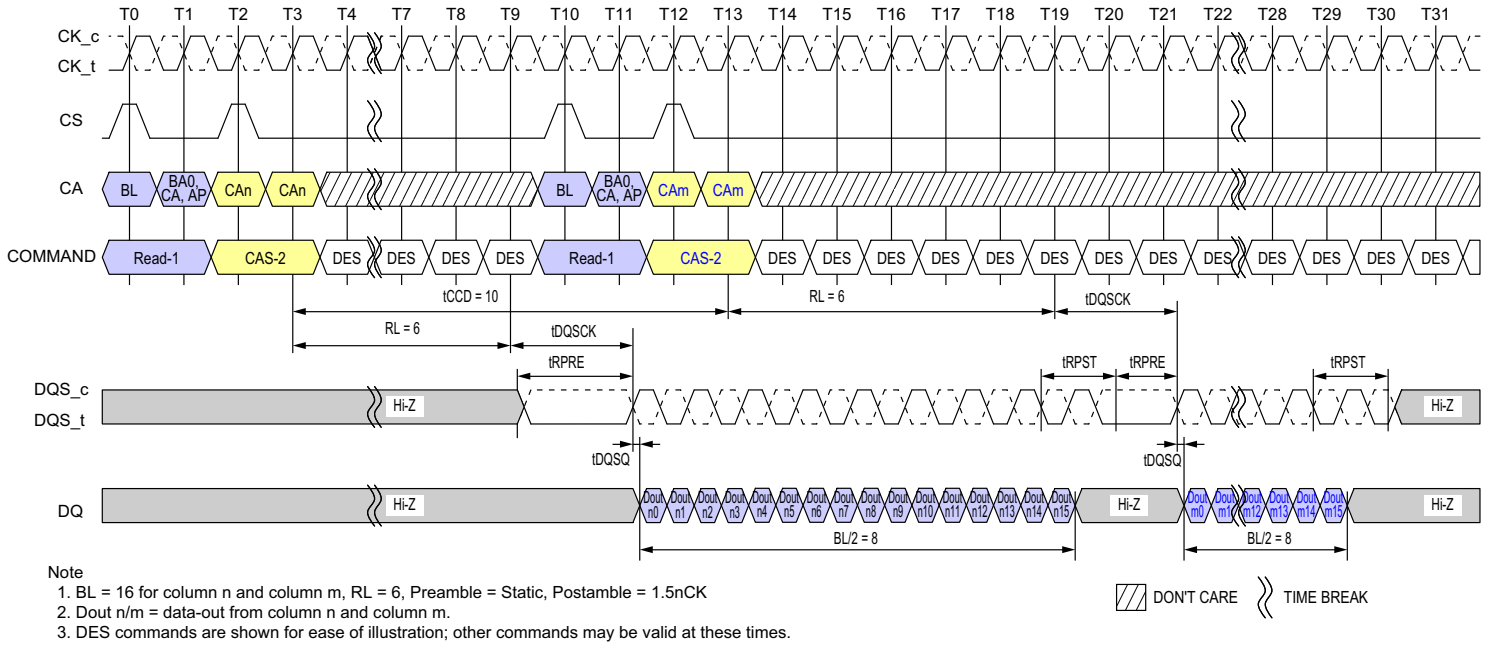 T0 T1 T2 T3 T4 T7 T8 T9 T10 T11 T12 T13 T14 T15 T16 T17 T18 T19 T20 T21 T22 T28 T29 T30 T31
CK_c
CK_t
CS
CA BL BA0, CA, AP CAn CAn BL BA0, CA, AP CAm CAm
COMMAND Read-1 CAS-2 DES DES DES DES Read-1 CAS-2 DES DES DES DES DES DES DES DES DES DES DES DES DES
tCCD = 10 RL = 6 tDQSCK
RL = 6 tDQSCK
tRPRE tRPST tRPRE tRPST
DQS_c
DQS_t Hi-Z Hi-Z
tDQSQ tDQSQ
DQ Hi-Z Dout n0 Dout n1 Dout n2 Dout n3 Dout n4 Dout n5 Dout n6 Dout n7 Dout n8 Dout n9 Dout n10 Dout n11 Dout n12 Dout n13 Dout n14 Dout n15 Hi-Z Dout m0 Dout m1 Dout m12 Dout m13 Dout m14 Dout m15 Hi-Z
BL/2 = 8 BL/2 = 8
Note
1. BL = 16 for column n and column m, RL = 6, Preamble = Static, Postamble = 1.5nCK
2. Dout n/m = data-out from column n and column m.
3. DES commands are shown for ease of illustration; other commands may be valid at these times.
DON'T CARE TIME BREAK